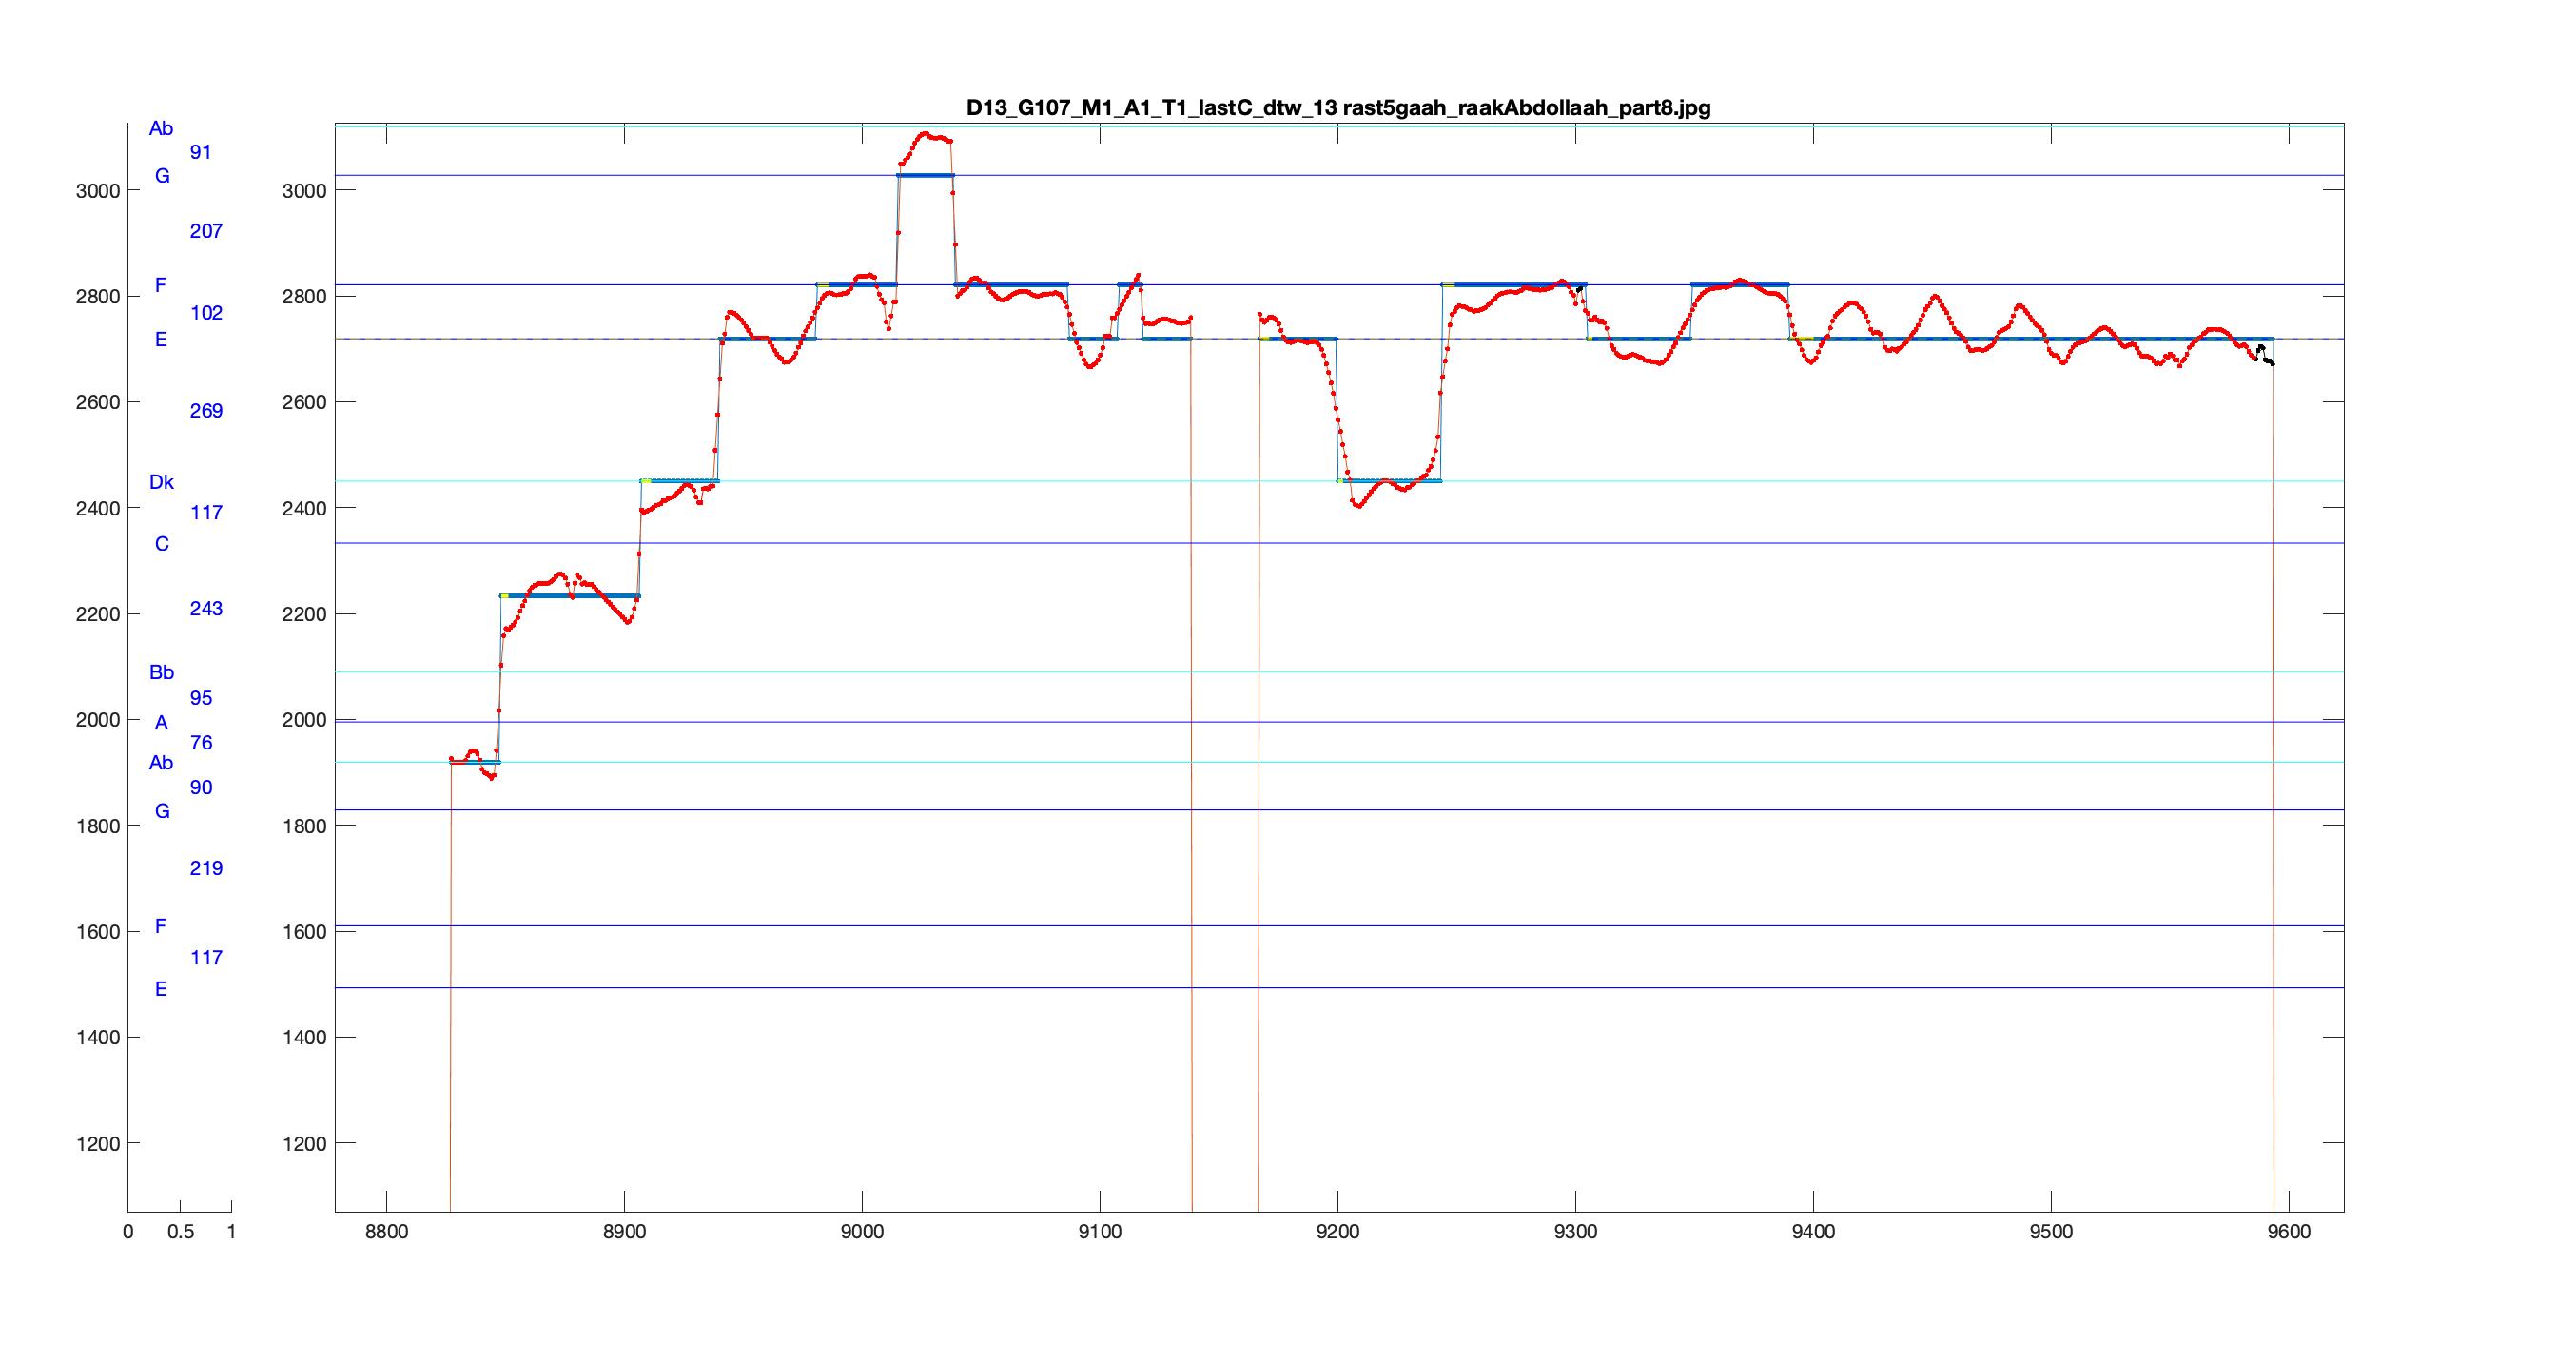 D13_G107_M1_A1_T1_lastC_dtw_13 rast5gaah_raakAbdollaah_part8.jpg
Ab
91
G
3000 3000
207
F
2800 2800
102
E
269
2600 2600
Dk
2400 117 2400
C
243
2200 2200
Bb
95
2000 A 2000
76
Ab
90
G
1800 1800
219
F
1600 1600
117
E
1400 1400
1200 1200
0 0.5 1 8800 8900 9000 9100 9200 9300 9400 9500 9600